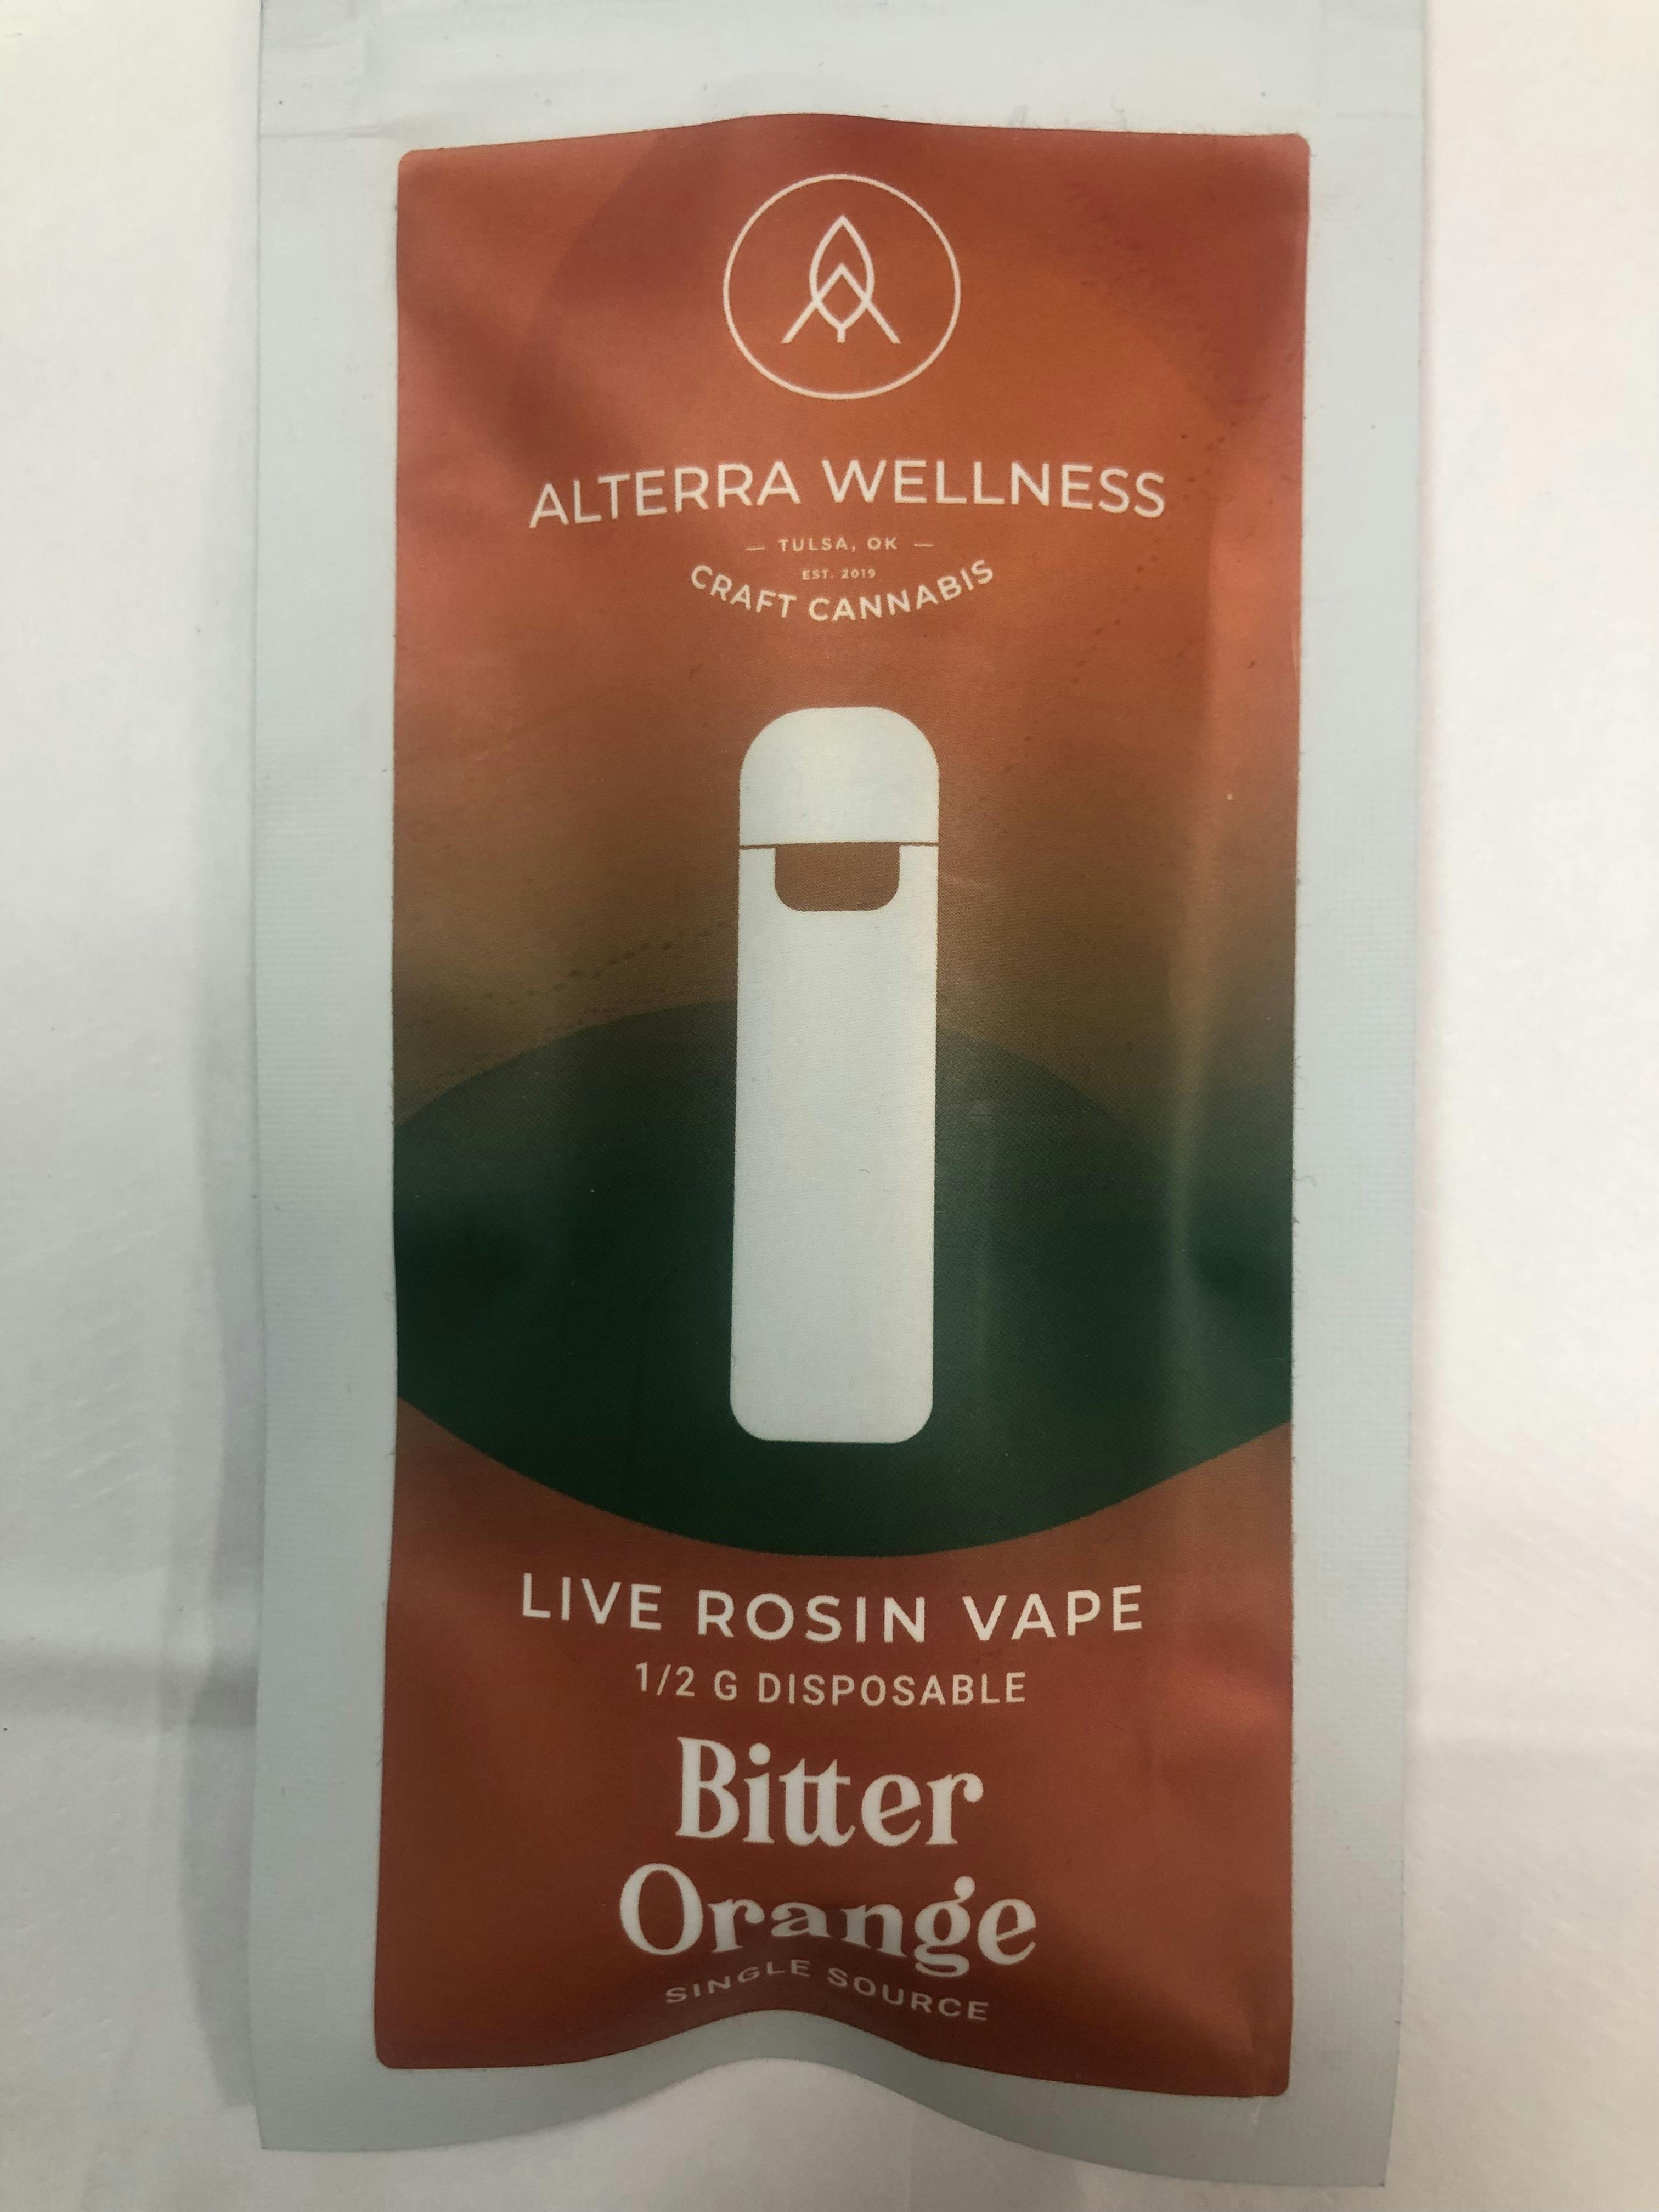 ALTERRA WELLNESS
— TULSA, OK —
EST. 2019
CRAFT CANNABIS
LIVE ROSIN VAPE
1/2 G DISPOSABLE
Bitter
Orange
SINGLE SOURCE